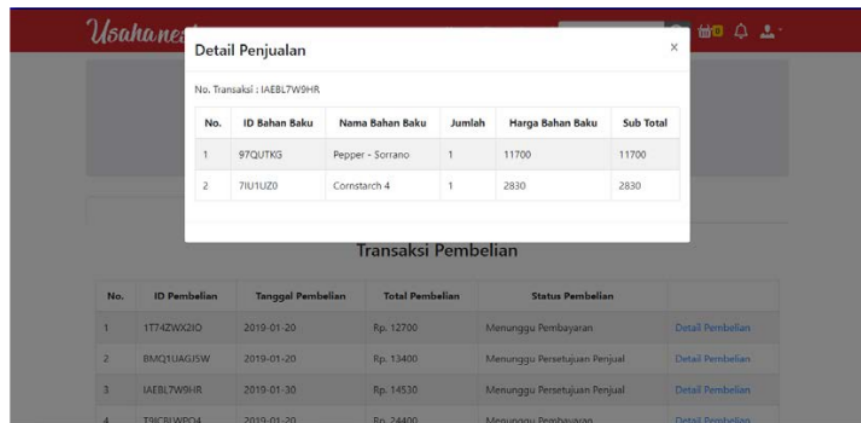 Detail Penjualan ×
No. Transaksi : IAEBL7W9HR
No. ID Bahan Baku Nama Bahan Baku Jumlah Harga Bahan Baku Sub Total
1 97QUTKG Pepper - Sorrano 1 11700 11700
2 7IU1UZ0 Cornstarch 4 1 2830 2830
Transaksi Pembelian
No. ID Pembelian Tanggal Pembelian Total Pembelian Status Pembelian
1 1T74ZWX2IO 2019-01-20 Rp. 12700 Menunggu Pembayaran Detail Pembelian
2 BMQ1UAGJSW 2019-01-20 Rp. 13400 Menunggu Persetujuan Penjual Detail Pembelian
3 IAEBL7W9HR 2019-01-30 Rp. 14530 Menunggu Persetujuan Penjual Detail Pembelian
4 2019-01-20 Rp. 24400 Menunggu Pembayaran Detail Pembelian